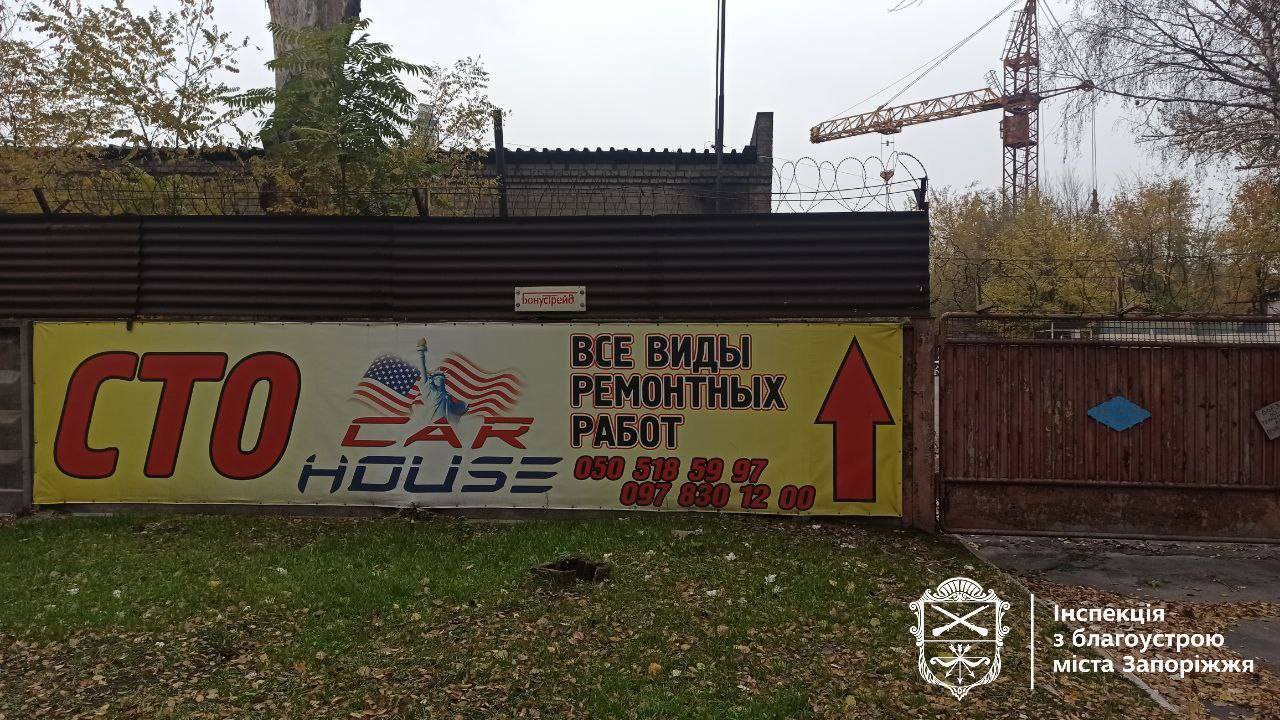 Бонустрейд
СТО
CAR
HOUSE
ВСЕ ВИДЫ
РЕМОНТНЫХ
РАБОТ
050 518 59 97
097 830 12 00
Інспекція
з благоустрою
міста Запоріжжя